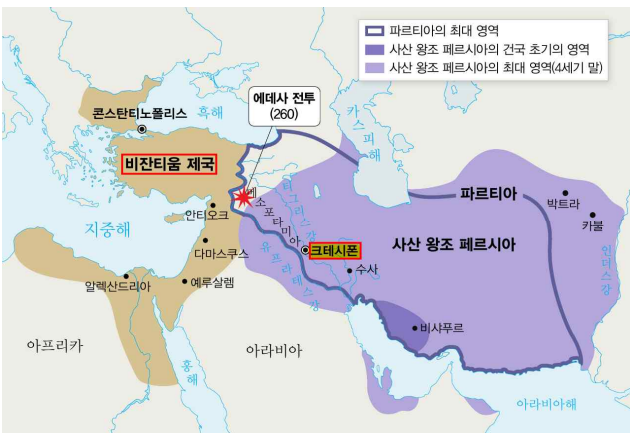 파르티아의 최대 영역
사산 왕조 페르시아의 건국 초기의 영역
사산 왕조 페르시아의 최대 영역(4세기 말)
에데사 전투
(260)
콘스탄티노폴리스
흑해
카스피해
비잔티움 제국
파르티아
박트라
카불
메소포타미아
티그리스강
안티오크
지중해
사산 왕조 페르시아
크테시폰
다마스쿠스
수사
유프라테스강
인더스강
알렉산드리아
예루살렘
비샤푸르
아프리카
아라비아
홍해
아라비아해